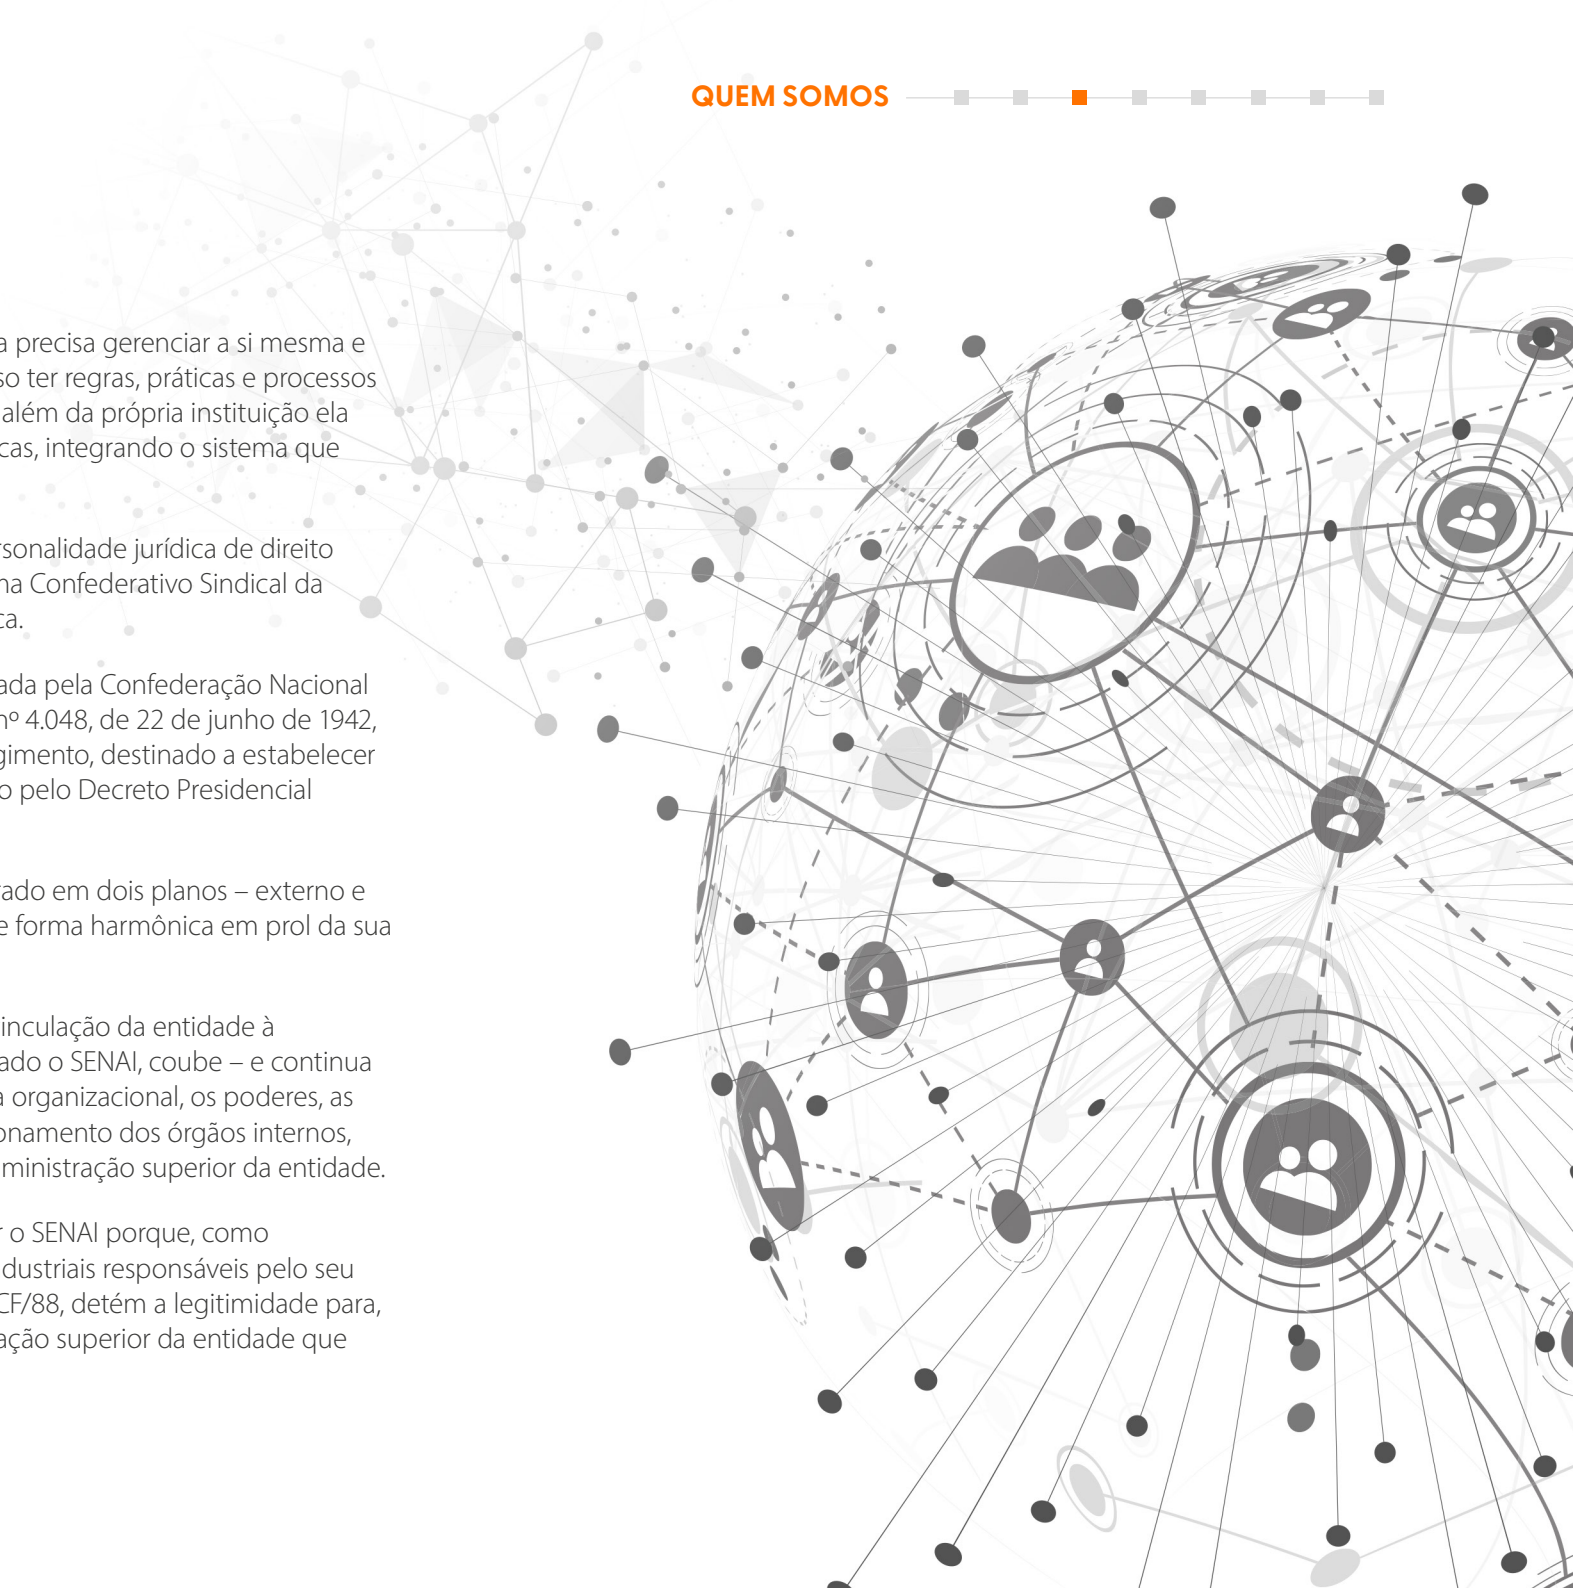 QUEM SOMOS
a precisa gerenciar a si mesma e
so ter regras, práticas e processos
além da própria instituição ela
cas, integrando o sistema que
rsonalidade jurídica de direito
na Confederativo Sindical da
ca.
ada pela Confederação Nacional
nº 4.048, de 22 de junho de 1942,
gimento, destinado a estabelecer
o pelo Decreto Presidencial
rado em dois planos – externo e
e forma harmônica em prol da sua
inculação da entidade à
ado o SENAI, coube – e continua
a organizacional, os poderes, as
onamento dos órgãos internos,
ministração superior da entidade.
r o SENAI porque, como
dustriais responsáveis pelo seu
CF/88, detém a legitimidade para,
ação superior da entidade que